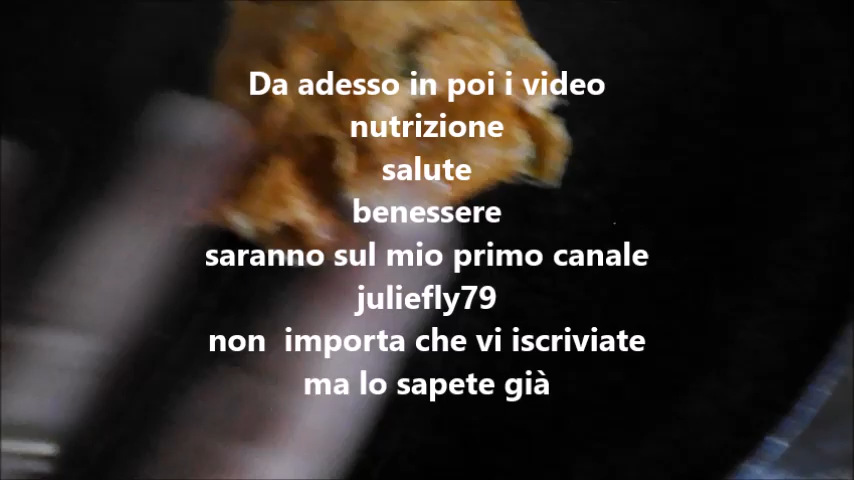 Da adesso in poi i video
nutrizione
salute
benessere
saranno sul mio primo canale
juliefly79
non  importa che vi iscriviate
ma lo sapete già